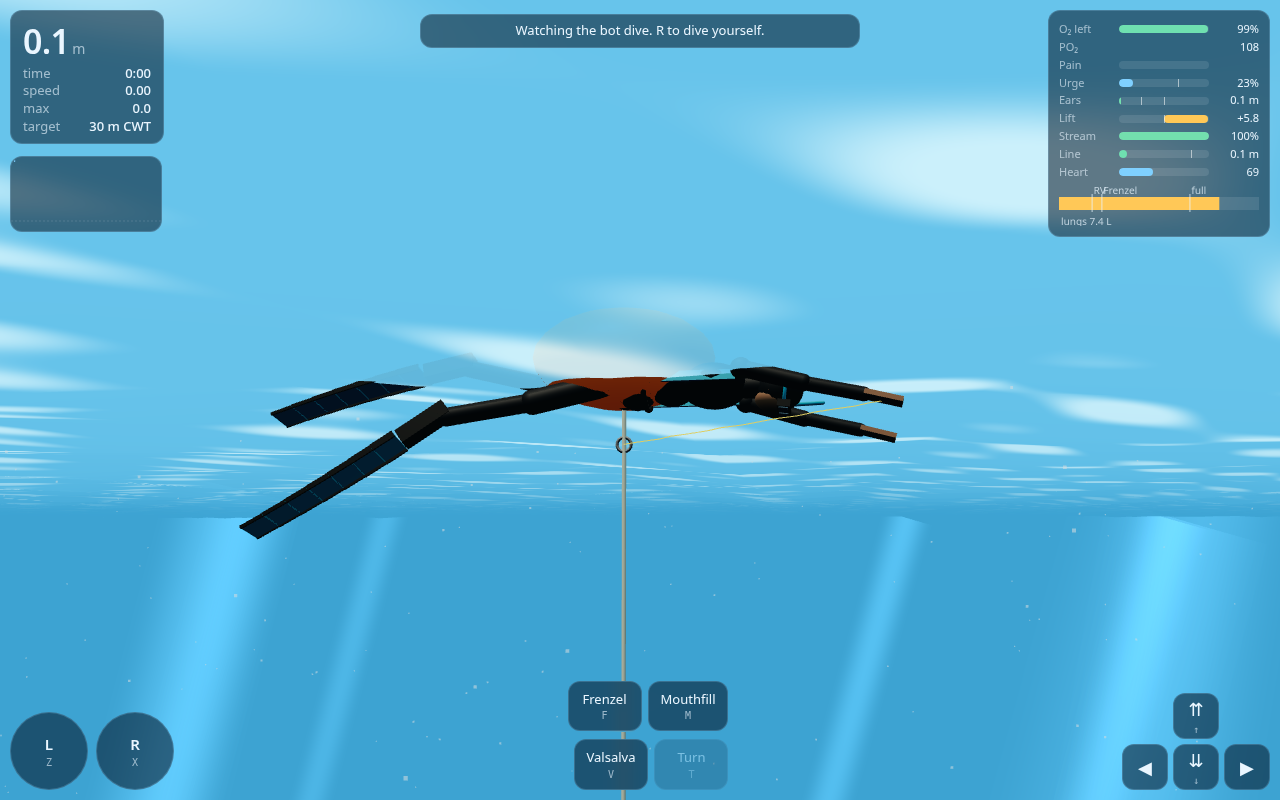 0.1 m
time 0:00
speed 0.00
max 0.0
target 30 m CWT
Watching the bot dive. R to dive yourself.
O₂ left 99%
PO₂ 108
Pain
Urge 23%
Ears 0.1 m
Lift +5.8
Stream 100%
Line 0.1 m
Heart 69
RV Frenzel full
lungs 7.4 L
L
Z
R
X
Frenzel
F
Mouthfill
M
Valsalva
V
Turn
T
⇈
↑
◀
⇊
↓
▶